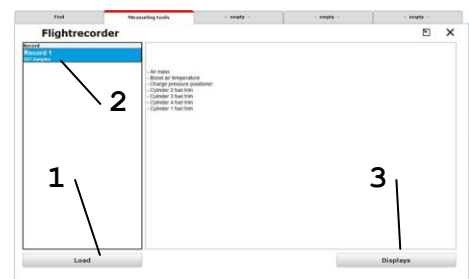 Find Measuring tools - empty - - empty - - empty -
Flightrecorder
Record
Record 1
207 Samples
- Air mass
- Boost air temperature
- Charge pressure positioner
- Cylinder 2 fuel trim
- Cylinder 3 fuel trim
- Cylinder 4 fuel trim
- Cylinder 1 fuel trim
2
1
3
Load Displays